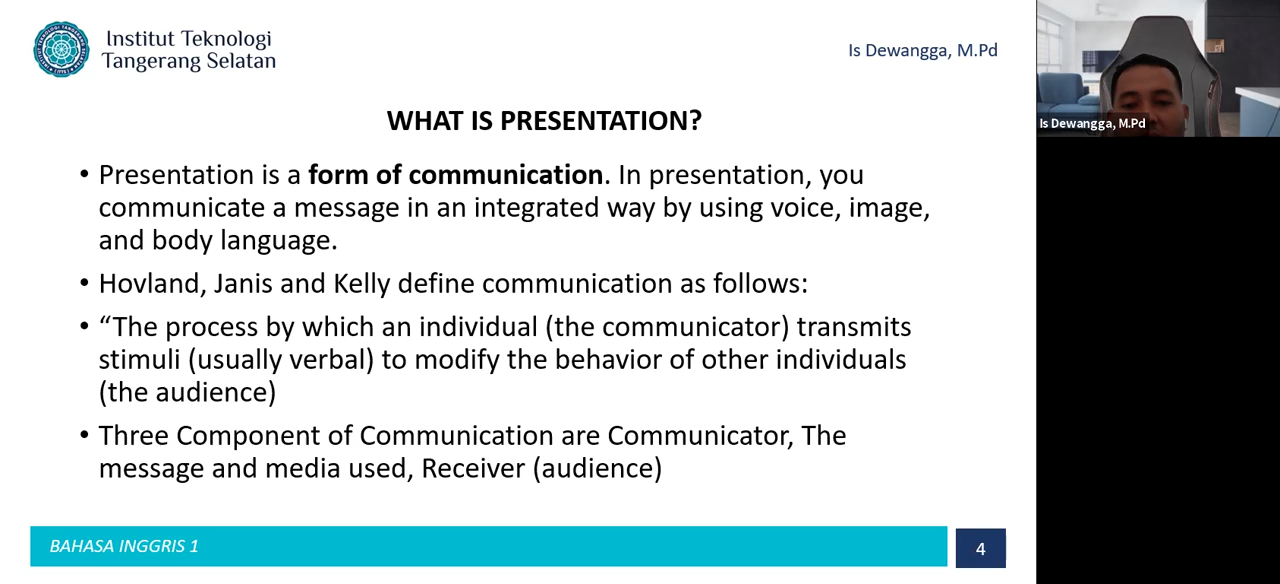 Institut Teknologi
Tangerang Selatan
Is Dewangga, M.Pd
Is Dewangga, M.Pd
WHAT IS PRESENTATION?
• Presentation is a form of communication. In presentation, you
communicate a message in an integrated way by using voice, image,
and body language.
• Hovland, Janis and Kelly define communication as follows:
• “The process by which an individual (the communicator) transmits
stimuli (usually verbal) to modify the behavior of other individuals
(the audience)
• Three Component of Communication are Communicator, The
message and media used, Receiver (audience)
BAHASA INGGRIS 1
4